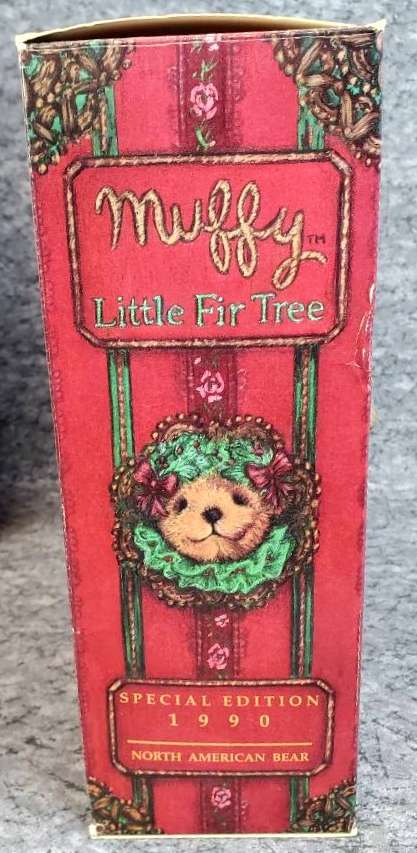 Muffy™
Little Fir Tree
SPECIAL EDITION
1990
NORTH AMERICAN BEAR